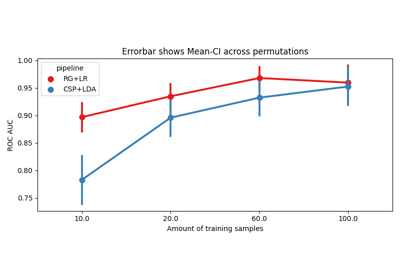 Errorbar shows Mean-CI across permutations
pipeline
RG+LR
CSP+LDA
ROC AUC
1.00
0.95
0.90
0.85
0.80
0.75
10.0 20.0 60.0 100.0
Amount of training samples